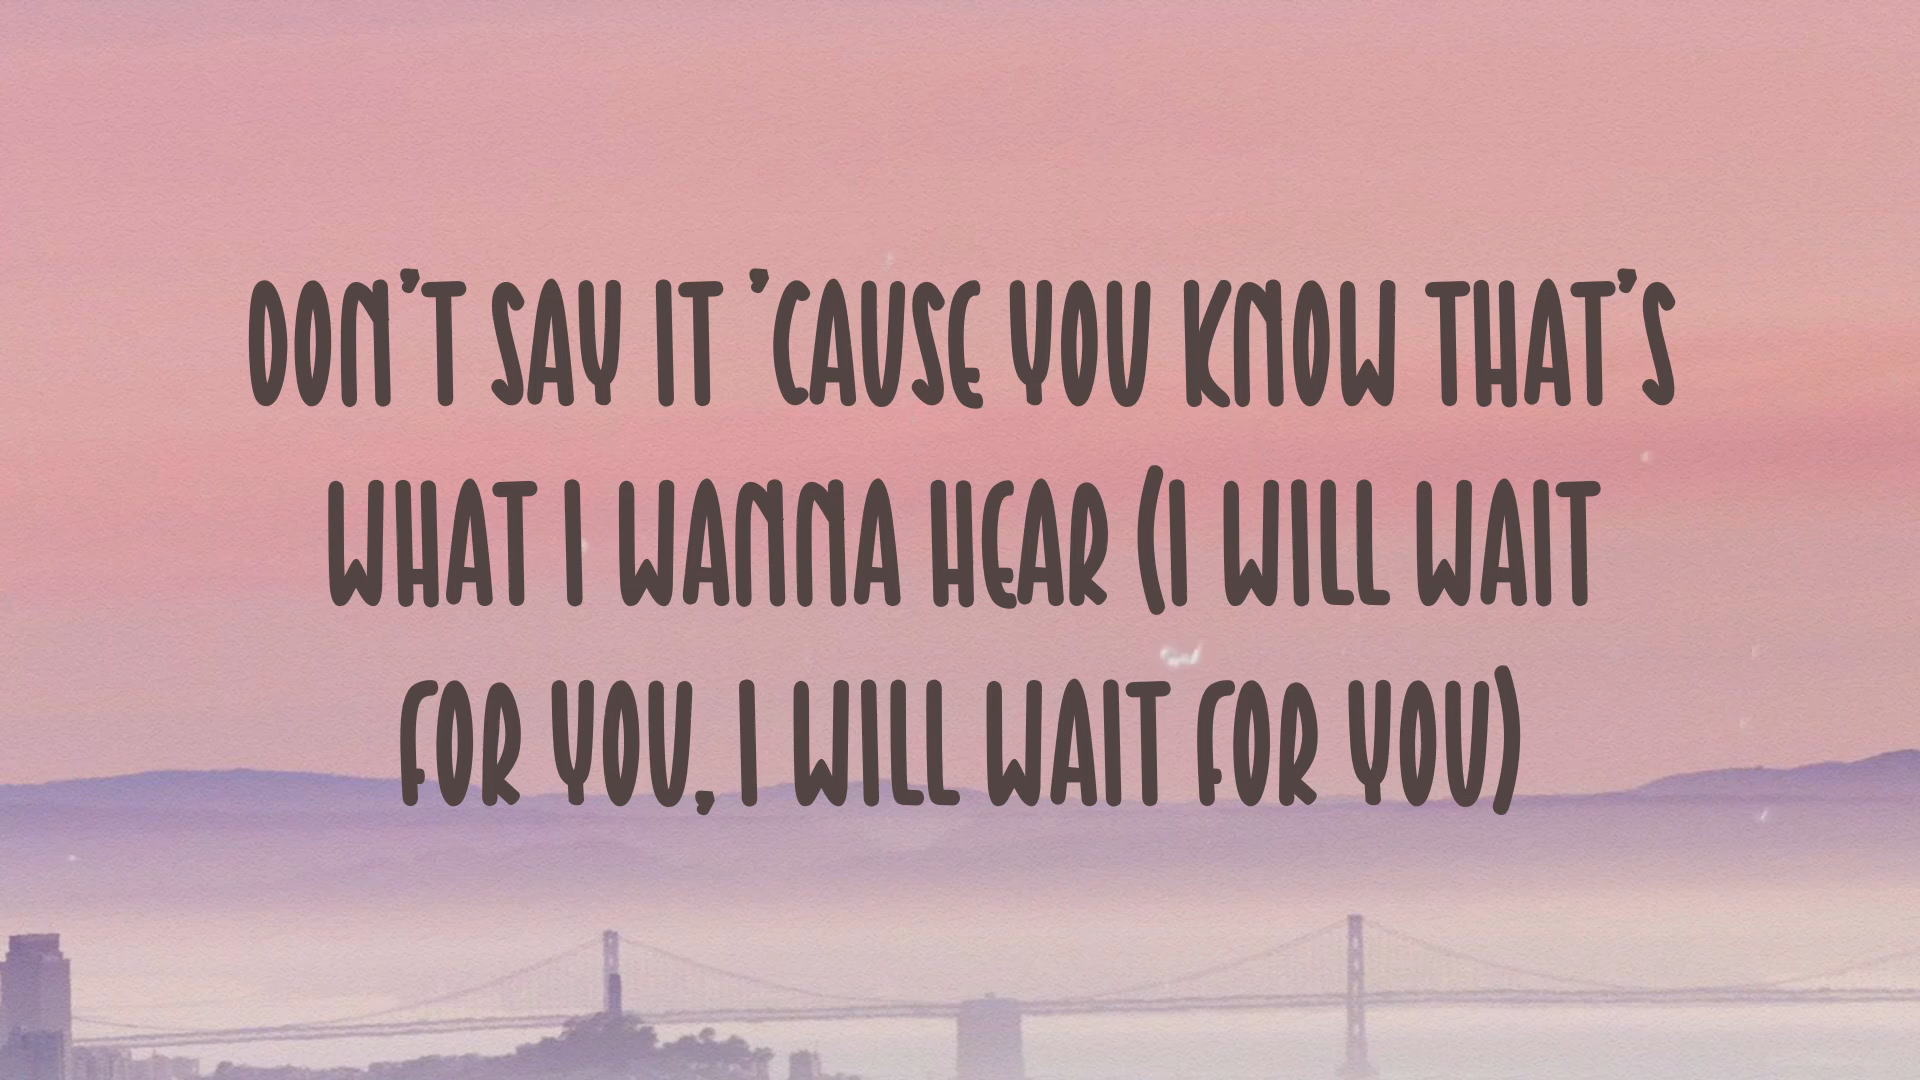 DON'T SAY IT 'CAUSE YOU KNOW THAT'S
WHAT I WANNA HEAR (I WILL WAIT
FOR YOU, I WILL WAIT FOR YOU)